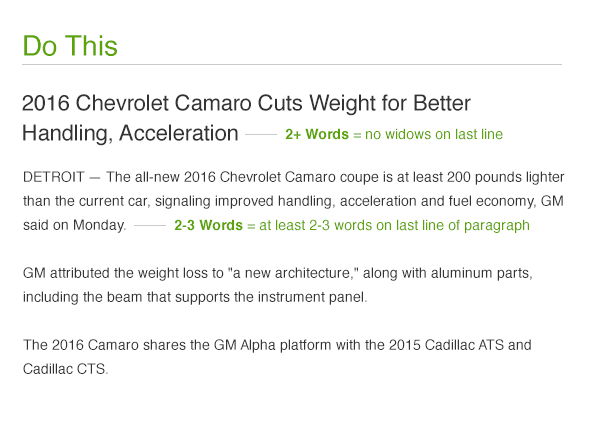 Do This
2016 Chevrolet Camaro Cuts Weight for Better
Handling, Acceleration 2+ Words = no widows on last line
DETROIT — The all-new 2016 Chevrolet Camaro coupe is at least 200 pounds lighter
than the current car, signaling improved handling, acceleration and fuel economy, GM
said on Monday. 2-3 Words = at least 2-3 words on last line of paragraph
GM attributed the weight loss to "a new architecture," along with aluminum parts,
including the beam that supports the instrument panel.
The 2016 Camaro shares the GM Alpha platform with the 2015 Cadillac ATS and
Cadillac CTS.